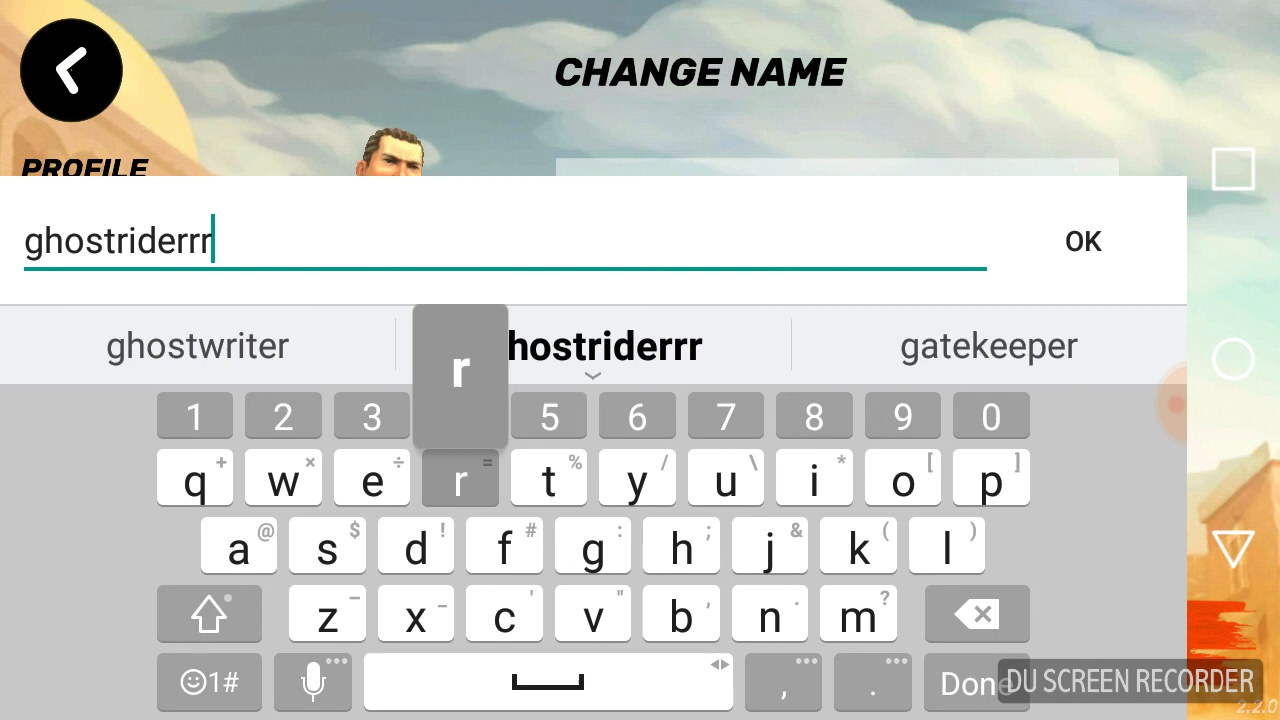 CHANGE NAME
PROFILE
ghostriderrr
OK
ghostwriter
hostriderrr
gatekeeper
r
1 2 3 5 6 7 8 9 0
q + w × e ÷ r = t % y / u \ i * o [ p ]
a @ s $ d ! f # g : h ; j & k ( l )
z – x _ c ' v " b , n . m ?
1# , . Done
DU SCREEN RECORDER
2.2.0